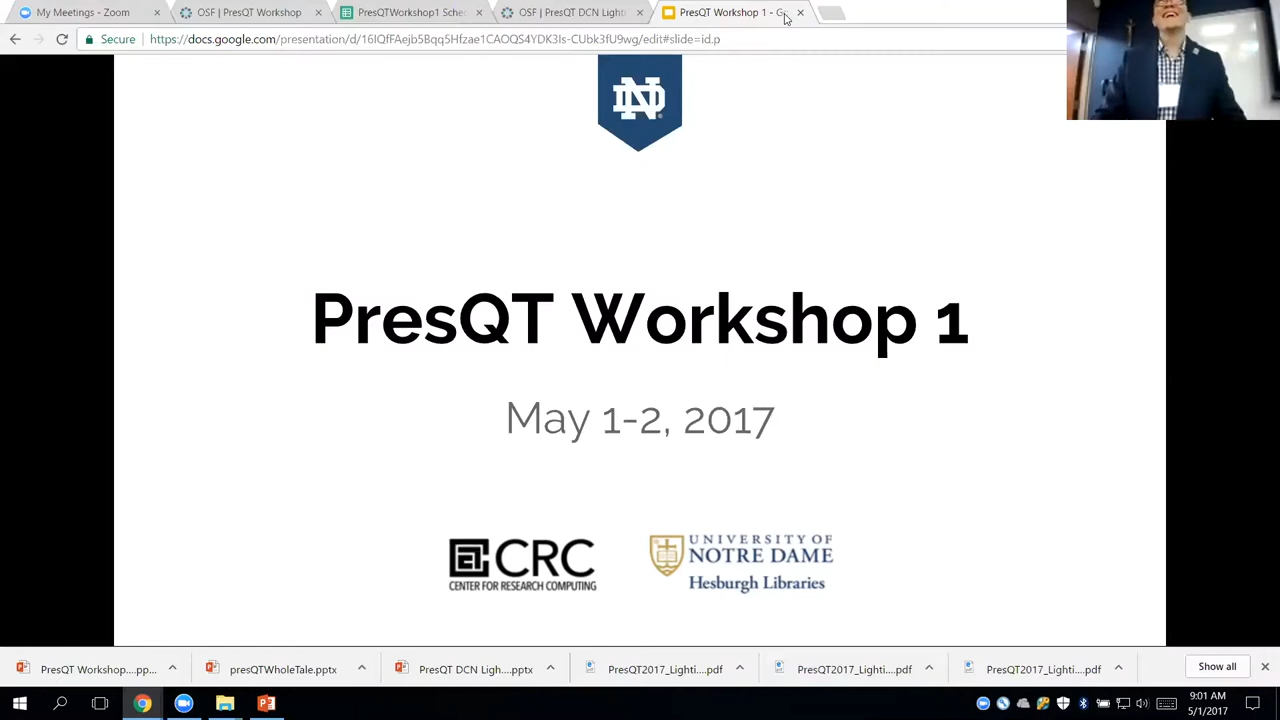 My Meetings - Zoom
OSF | PresQT Workshop
PresQTWorkshop1 Sche
OSF | PresQT DCN Lighti
PresQT Workshop 1 - G
Secure
https://docs.google.com/presentation/d/16IQfFAejb5Bqq5Hfzae1CAOQS4YDK3Is-CUbk3fU9wg/edit#slide=id.p
ND
PresQT Workshop 1
May 1-2, 2017
CRC
CENTER FOR RESEARCH COMPUTING
UNIVERSITY OF
NOTRE DAME
Hesburgh Libraries
PresQT Workshop....pp...
presQTWholeTale.pptx
PresQT DCN Ligh....pptx
PresQT2017_Lighti....pdf
PresQT2017_Lighti....pdf
PresQT2017_Lighti....pdf
Show all
9:01 AM
5/1/2017